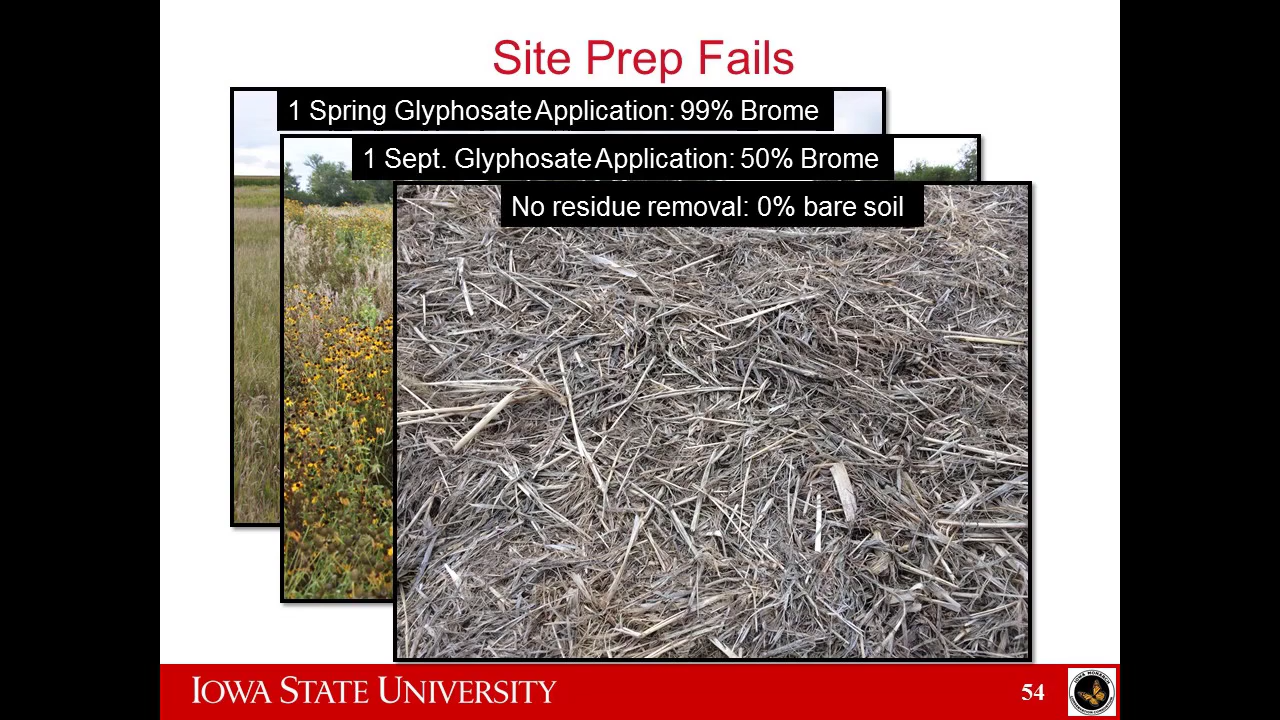 Site Prep Fails
1 Spring Glyphosate Application: 99% Brome
1 Sept. Glyphosate Application: 50% Brome
No residue removal: 0% bare soil
IOWA STATE UNIVERSITY
54